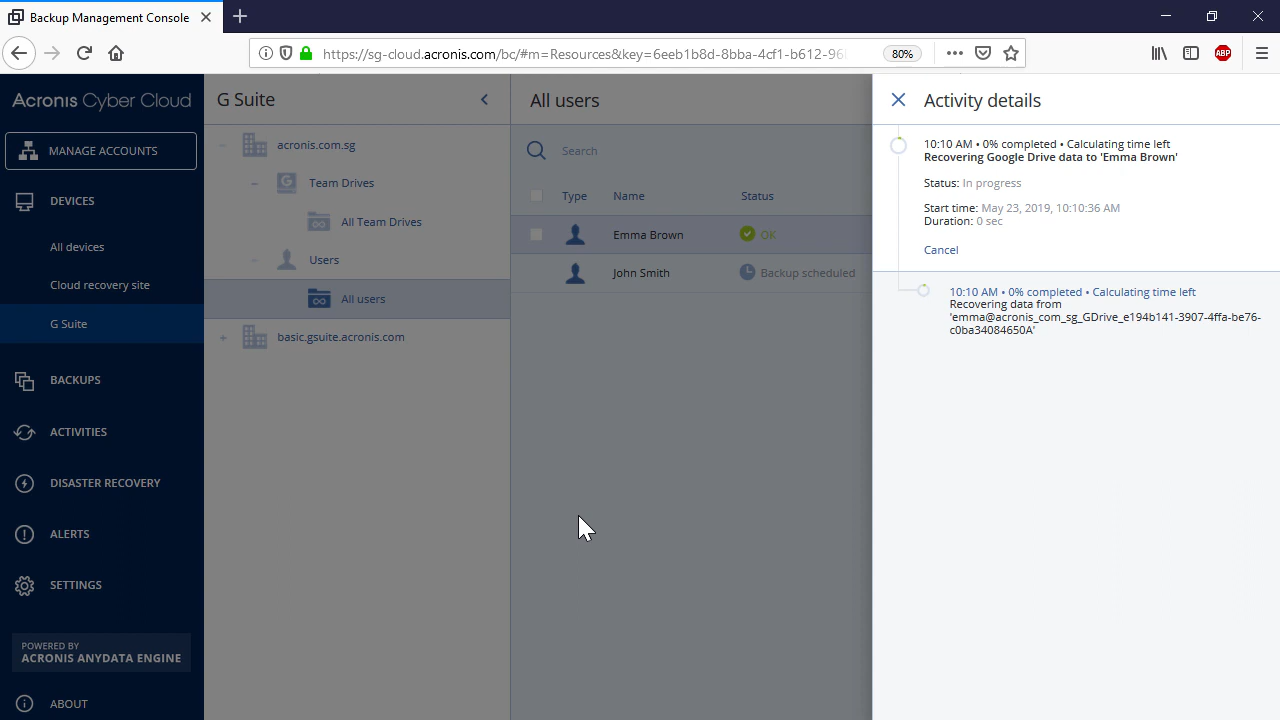 Backup Management Console
https://sg-cloud.acronis.com/bc/#m=Resources&key=6eeb1b8d-8bba-4cf1-b612-96
80%
ABP
Acronis Cyber Cloud
MANAGE ACCOUNTS
DEVICES
All devices
Cloud recovery site
G Suite
BACKUPS
ACTIVITIES
DISASTER RECOVERY
ALERTS
SETTINGS
POWERED BY
ACRONIS ANYDATA ENGINE
ABOUT
G Suite
acronis.com.sg
G
Team Drives
All Team Drives
Users
All users
basic.gsuite.acronis.com
All users
Search
Type Name Status
Emma Brown OK
John Smith Backup scheduled
Activity details
10:10 AM • 0% completed • Calculating time left
Recovering Google Drive data to 'Emma Brown'
Status: In progress
Start time: May 23, 2019, 10:10:36 AM
Duration: 0 sec
Cancel
10:10 AM • 0% completed • Calculating time left
Recovering data from
'emma@acronis_com_sg_GDrive_e194b141-3907-4ffa-be76-
c0ba34084650A'